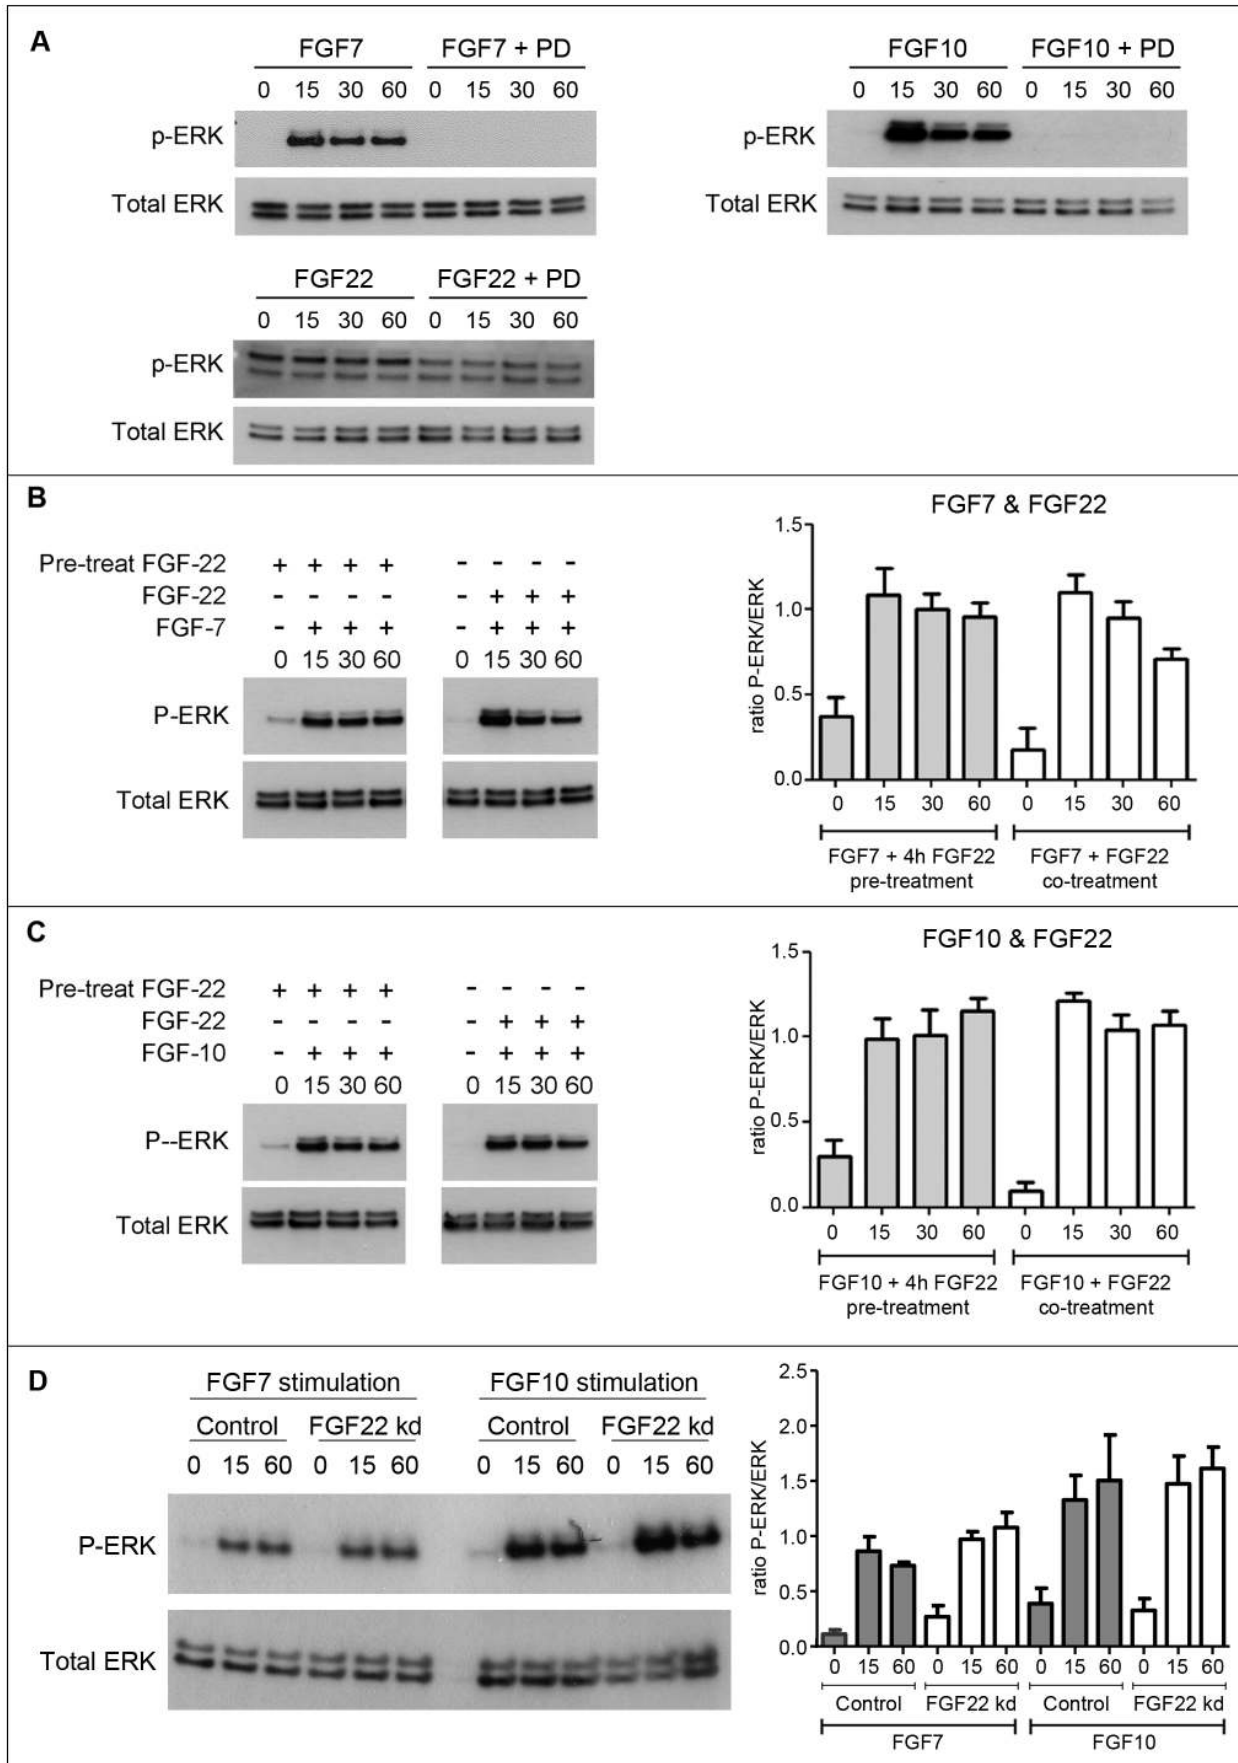 A
FGF7 FGF7 + PD
0 15 30 60 0 15 30 60
p-ERK
Total ERK
FGF10 FGF10 + PD
0 15 30 60 0 15 30 60
p-ERK
Total ERK
FGF22 FGF22 + PD
0 15 30 60 0 15 30 60
p-ERK
Total ERK
B
Pre-treat FGF-22 + + + + - - - -
FGF-22 - - - - - + + +
FGF-7 - + + + - + + +
0 15 30 60 0 15 30 60
P-ERK
Total ERK
FGF7 & FGF22
ratio P-ERK/ERK
1.5
1.0
0.5
0.0
0 15 30 60 0 15 30 60
FGF7 + 4h FGF22 FGF7 + FGF22
pre-treatment co-treatment
C
Pre-treat FGF-22 + + + + - - - -
FGF-22 - - - - - + + +
FGF-10 - + + + - + + +
0 15 30 60 0 15 30 60
P--ERK
Total ERK
FGF10 & FGF22
ratio P-ERK/ERK
1.5
1.0
0.5
0.0
0 15 30 60 0 15 30 60
FGF10 + 4h FGF22 FGF10 + FGF22
pre-treatment co-treatment
D
FGF7 stimulation FGF10 stimulation
Control FGF22 kd Control FGF22 kd
0 15 60 0 15 60 0 15 60 0 15 60
P-ERK
Total ERK
ratio P-ERK/ERK
2.5
2.0
1.5
1.0
0.5
0.0
0 15 60 0 15 60 0 15 60 0 15 60
Control FGF22 kd Control FGF22 kd
FGF7 FGF10